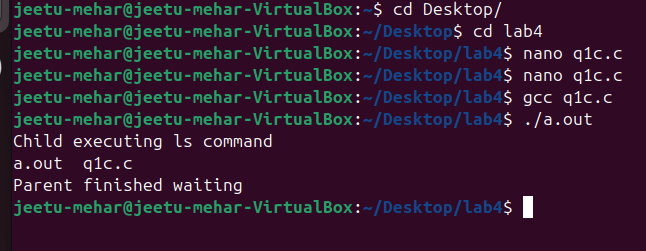 jeetu-mehar@jeetu-mehar-VirtualBox:~$ cd Desktop/
jeetu-mehar@jeetu-mehar-VirtualBox:~/Desktop$ cd lab4
jeetu-mehar@jeetu-mehar-VirtualBox:~/Desktop/lab4$ nano q1c.c
jeetu-mehar@jeetu-mehar-VirtualBox:~/Desktop/lab4$ nano q1c.c
jeetu-mehar@jeetu-mehar-VirtualBox:~/Desktop/lab4$ gcc q1c.c
jeetu-mehar@jeetu-mehar-VirtualBox:~/Desktop/lab4$ ./a.out
Child executing ls command
a.out  q1c.c
Parent finished waiting
jeetu-mehar@jeetu-mehar-VirtualBox:~/Desktop/lab4$